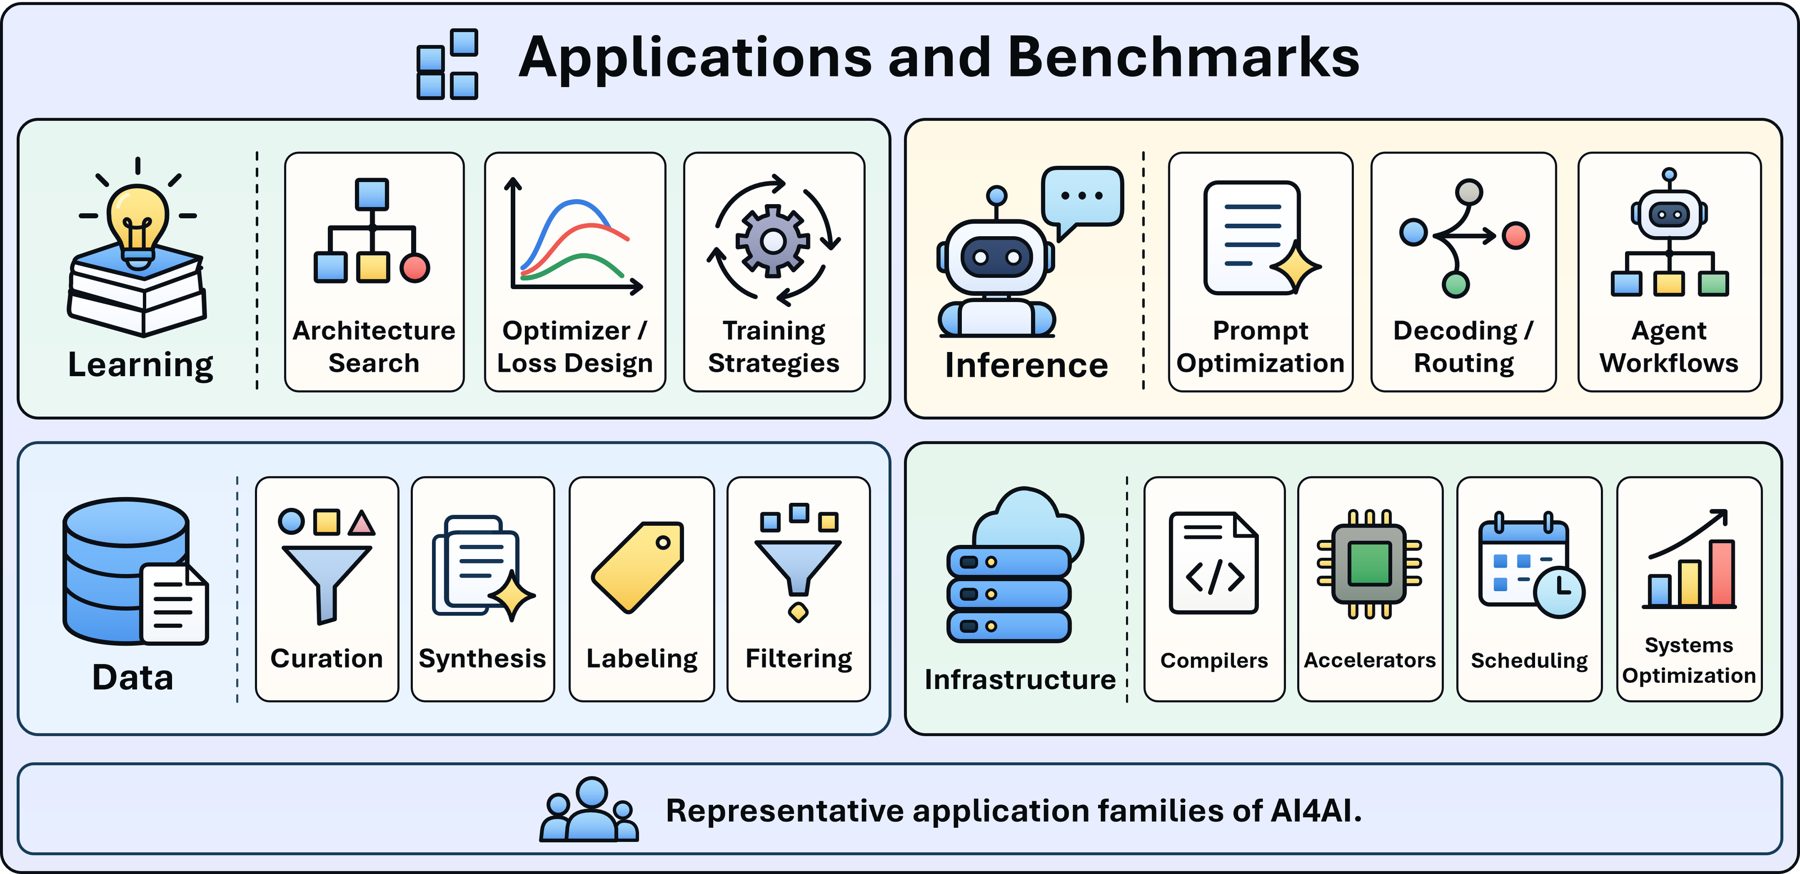 Applications and Benchmarks
Learning
Architecture
Search
Optimizer /
Loss Design
Training
Strategies
Inference
Prompt
Optimization
Decoding /
Routing
Agent
Workflows
Data
Curation
Synthesis
Labeling
Filtering
Infrastructure
</>
Compilers
Accelerators
Scheduling
Systems
Optimization
Representative application families of AI4AI.